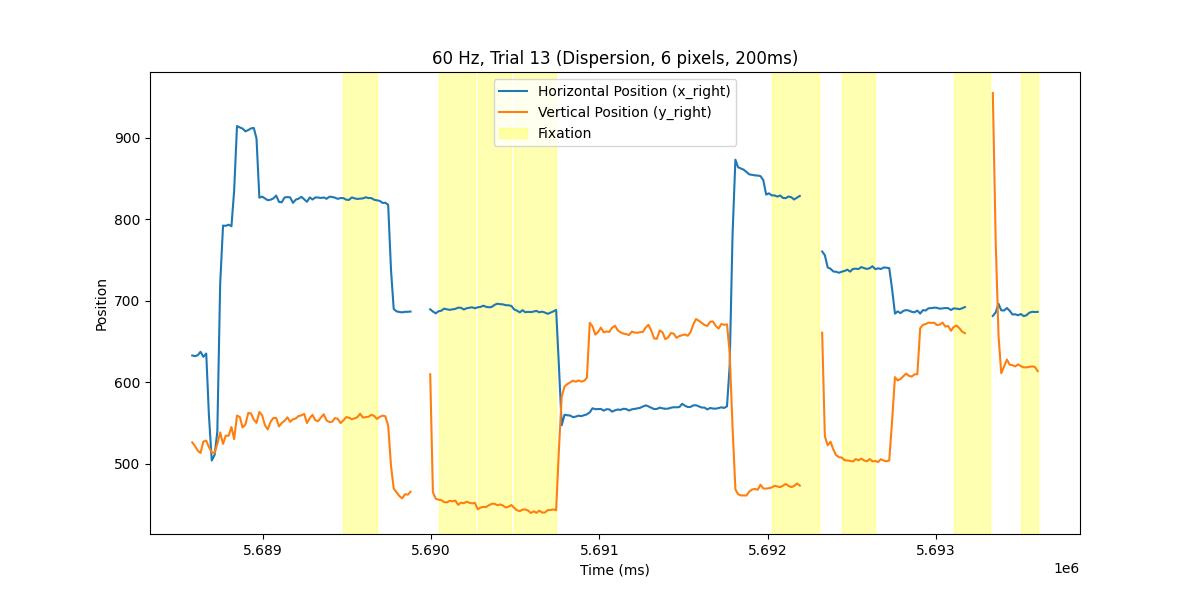 60 Hz, Trial 13 (Dispersion, 6 pixels, 200ms)
Horizontal Position (x_right)
Vertical Position (y_right)
Fixation
Position
900
800
700
600
500
5.689 5.690 5.691 5.692 5.693
Time (ms)
1e6